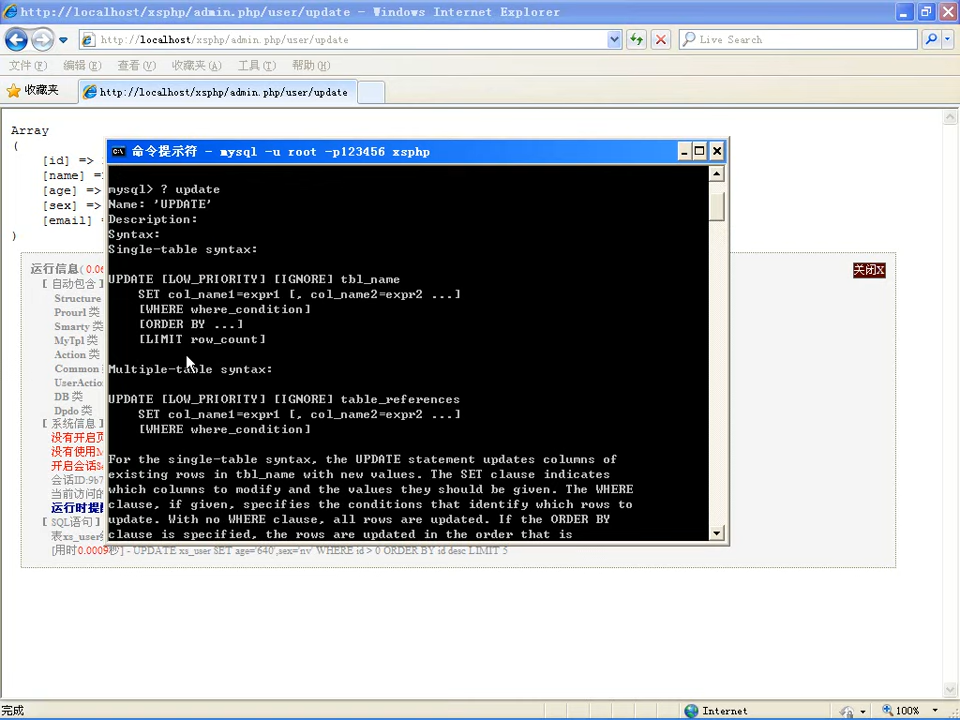 http://localhost/xsphp/admin.php/user/update - Windows Internet Explorer
http://localhost/xsphp/admin.php/user/update
Live Search
文件(F) 编辑(E) 查看(V) 收藏夹(A) 工具(T) 帮助(H)
收藏夹
http://localhost/xsphp/admin.php/user/update
Array
(
[id] =>
[name] =
[age] =>
[sex] =>
[email]
)
命令提示符 - mysql -u root -p123456 xsphp
mysql> ? update
Name: 'UPDATE'
Description:
Syntax:
Single-table syntax:
UPDATE [LOW_PRIORITY] [IGNORE] tbl_name
SET col_name1=expr1 [, col_name2=expr2 ...]
[WHERE where_condition]
[ORDER BY ...]
[LIMIT row_count]
Multiple-table syntax:
UPDATE [LOW_PRIORITY] [IGNORE] table_references
SET col_name1=expr1 [, col_name2=expr2 ...]
[WHERE where_condition]
For the single-table syntax, the UPDATE statement updates columns of
existing rows in tbl_name with new values. The SET clause indicates
which columns to modify and the values they should be given. The WHERE
clause, if given, specifies the conditions that identify which rows to
update. With no WHERE clause, all rows are updated. If the ORDER BY
clause is specified, the rows are updated in the order that is
运行信息( 0.06
关闭X
[ 自动包含 ]
Structure
Prourl 类
Smarty 类
MyTpl 类
Action 类
Common
UserActio
DB 类
Dpdo 类
[ 系统信息 ]
没有开启页
没有使用
开启会话
会话ID:9b7
当前访问的
运行时提
[ SQL语句 ]
表xs_user
[用时0.0009秒] - UPDATE xs_user SET age='640',sex='nv' WHERE id > 0 ORDER BY id desc LIMIT 5
完成
Internet
100%